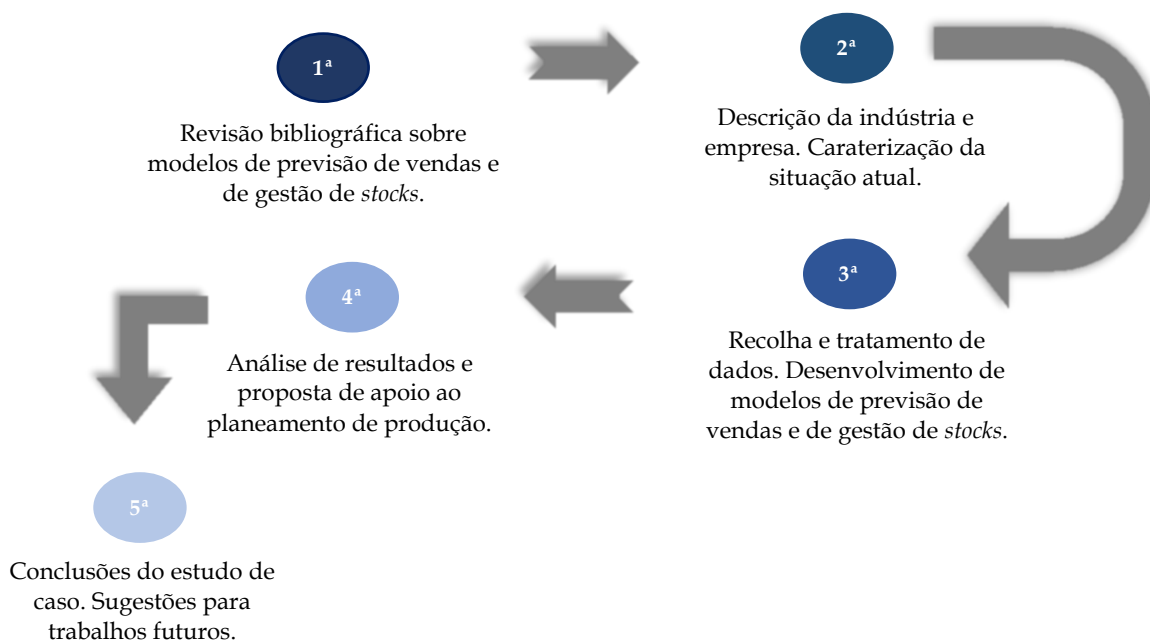 1ª
Revisão bibliográfica sobre
modelos de previsão de vendas e
de gestão de stocks.
2ª
Descrição da indústria e
empresa. Caraterização da
situação atual.
3ª
Recolha e tratamento de
dados. Desenvolvimento de
modelos de previsão de
vendas e de gestão de stocks.
4ª
Análise de resultados e
proposta de apoio ao
planeamento de produção.
5ª
Conclusões do estudo de
caso. Sugestões para
trabalhos futuros.